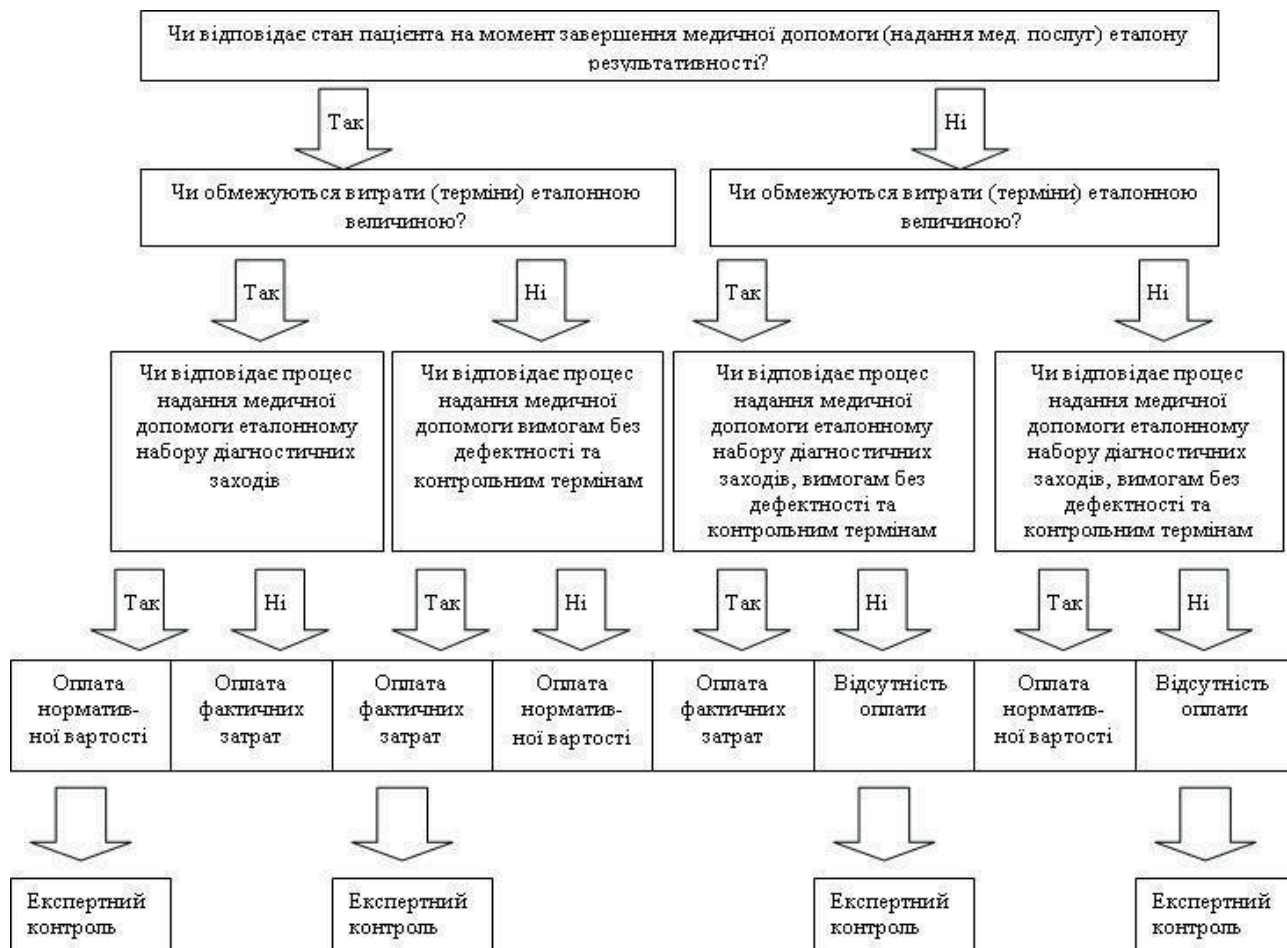 Чи відповідає стан пацієнта на момент завершення медичної допомоги (надання мед. послуг) еталону
результативності?
Так
Ні
Чи обмежуються витрати (терміни) еталонною
величиною?
Чи обмежуються витрати (терміни) еталонною
величиною?
Так
Ні
Так
Ні
Чи відповідає процес
надання медичної
допомоги еталонному
набору діагностичних
заходів
Чи відповідає процес
надання медичної
допомоги вимогам без
дефектності та
контрольним термінам
Чи відповідає процес
надання медичної
допомоги еталонному
набору діагностичних
заходів, вимогам без
дефектності та
контрольним термінам
Чи відповідає процес
надання медичної
допомоги еталонному
набору діагностичних
заходів, вимогам без
дефектності та
контрольним термінам
Так
Ні
Так
Ні
Так
Ні
Так
Ні
Оплата
норматив-
ної вартості
Оплата
фактичних
затрат
Оплата
фактичних
затрат
Оплата
норматив-
ної вартості
Оплата
фактичних
затрат
Відсутність
оплати
Оплата
норматив-
ної вартості
Відсутність
оплати
Експертний
контроль
Експертний
контроль
Експертний
контроль
Експертний
контроль